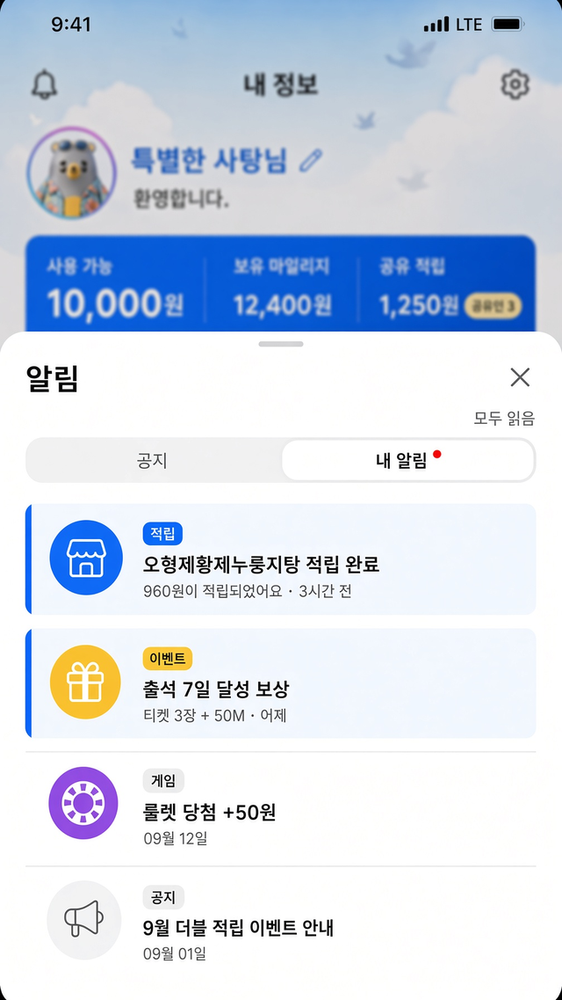 9:41
LTE
내 정보
특별한 사탕님
환영합니다.
사용 가능
10,000원
보유 마일리지
12,400원
공유 적립
1,250원
공유인 3
알림
모두 읽음
공지
내 알림
적립
오형제황제누룽지탕 적립 완료
960원이 적립되었어요 · 3시간 전
이벤트
출석 7일 달성 보상
티켓 3장 + 50M · 어제
게임
룰렛 당첨 +50원
09월 12일
공지
9월 더블 적립 이벤트 안내
09월 01일